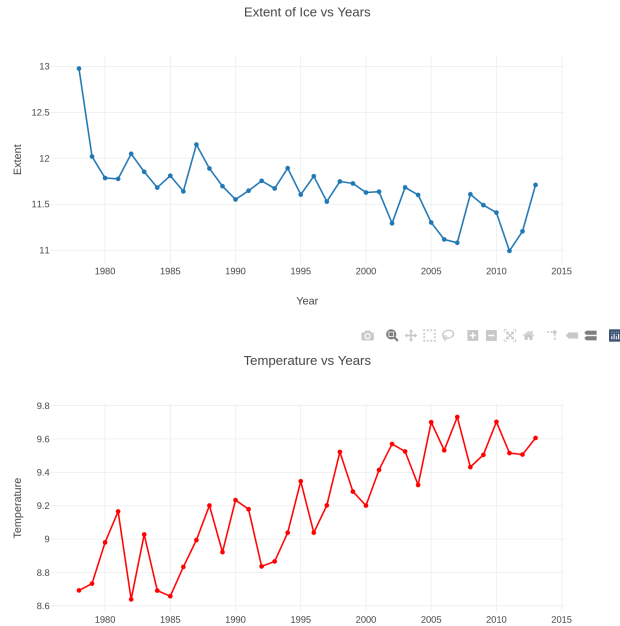 Extent of Ice vs Years
13
12.5
12
11.5
11
Extent
1980 1985 1990 1995 2000 2005 2010 2015
Year
Temperature vs Years
9.8
9.6
9.4
9.2
9
8.8
8.6
Temperature
1980 1985 1990 1995 2000 2005 2010 2015